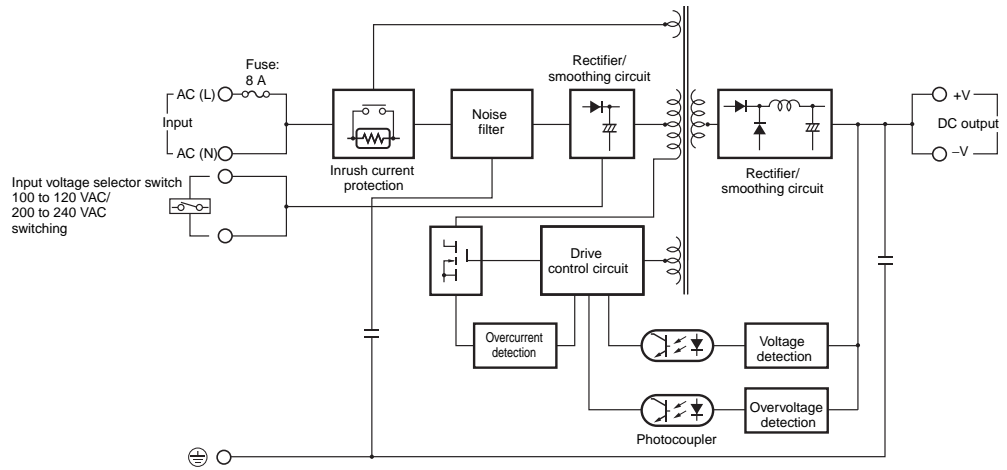 Fuse:
8 A
AC (L)
Input
AC (N)
Input voltage selector switch
100 to 120 VAC/
200 to 240 VAC
switching
Inrush current
protection
Noise
filter
Rectifier/
smoothing circuit
Rectifier/
smoothing circuit
+V
DC output
–V
Drive
control circuit
Overcurrent
detection
Voltage
detection
Overvoltage
detection
Photocoupler